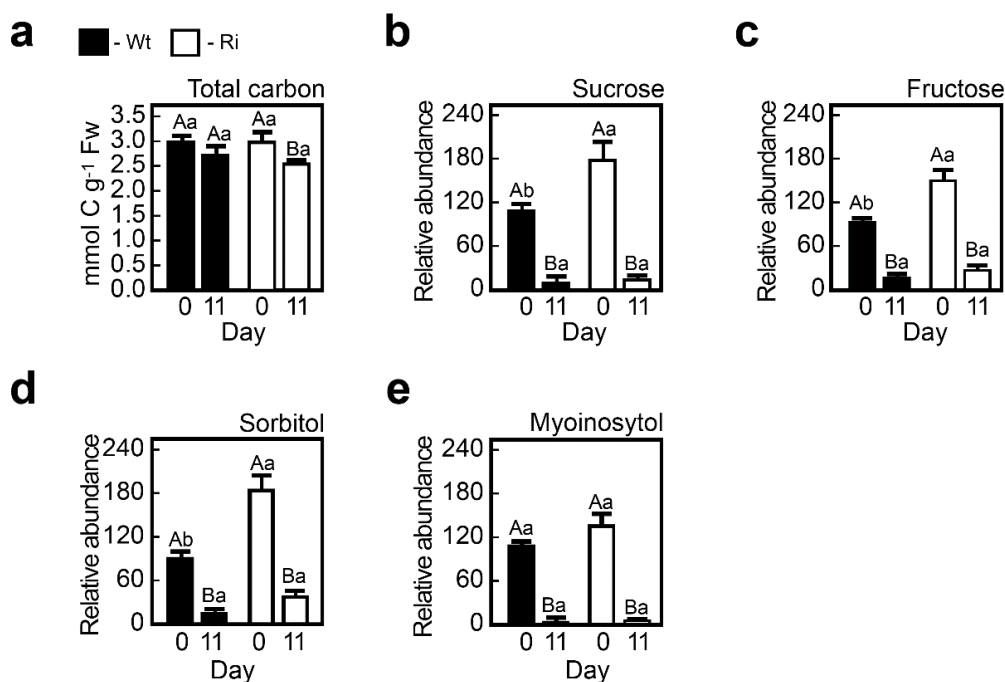 a
- Wt
- Ri
Total carbon
mmol C g⁻¹ Fw
3.5
3.0
2.5
2.0
1.5
1.0
0.5
0.0
Aa
Aa
Aa
Ba
0 11 0 11
Day
b
Sucrose
Relative abundance
240
180
120
60
0
Ab
Ba
Aa
Ba
0 11 0 11
Day
c
Fructose
Relative abundance
240
180
120
60
0
Ab
Ba
Aa
Ba
0 11 0 11
Day
d
Sorbitol
Relative abundance
240
180
120
60
0
Ab
Ba
Aa
Ba
0 11 0 11
Day
e
Myoinosytol
Relative abundance
240
180
120
60
0
Aa
Ba
Aa
Ba
0 11 0 11
Day